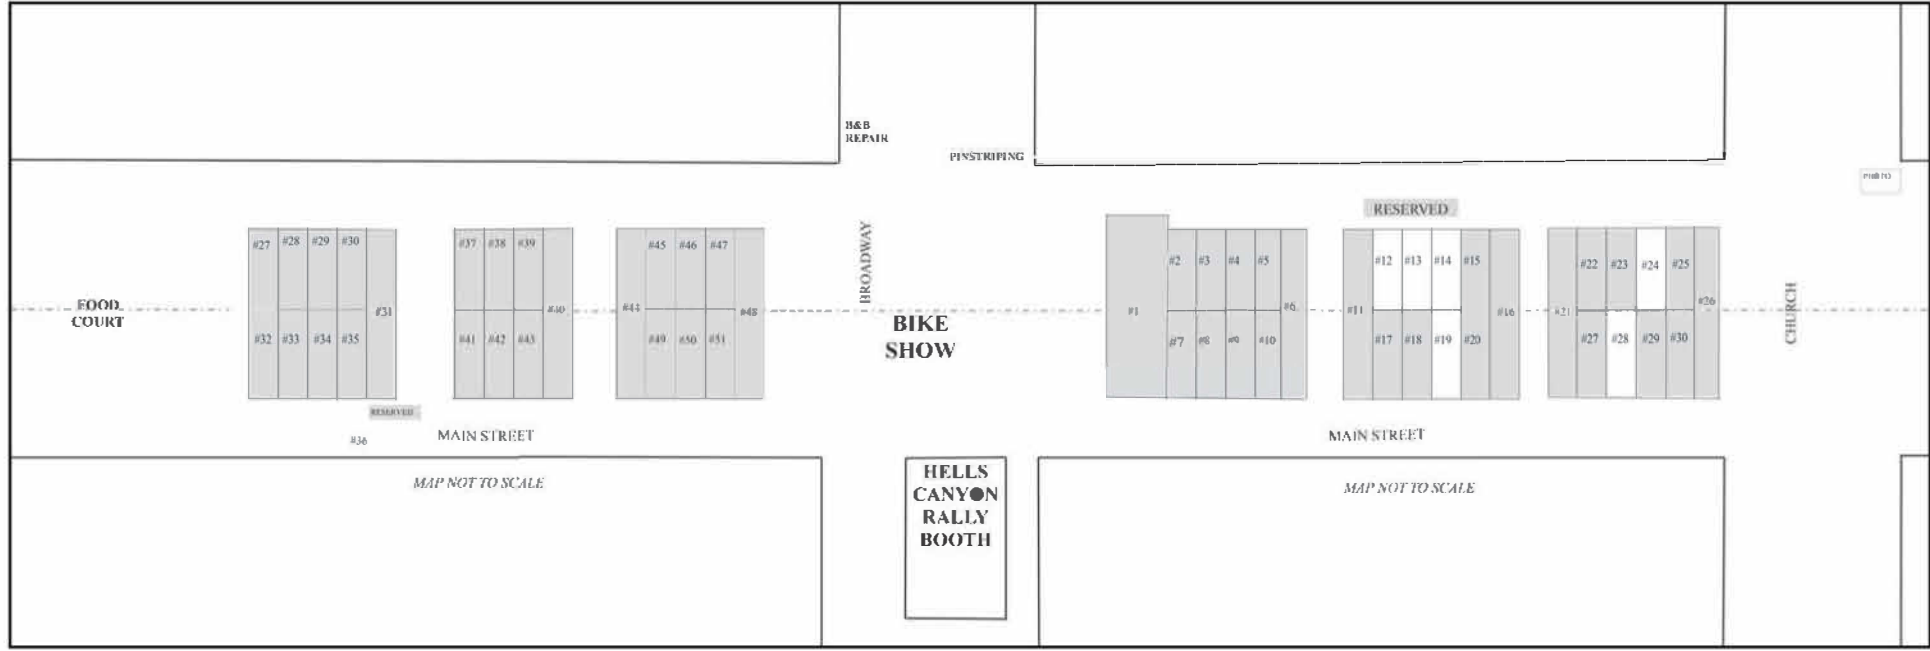 H&B
REPAIR
PINSTRIPING
PHOTO
RESERVED
#27 #28 #29 #30
#37 #38 #39
#45 #46 #47
BROADWAY
#2 #3 #4 #5
#12 #13 #14 #15
#22 #23 #24 #25
FOOD
COURT
#31
#40
#44
#48
BIKE
SHOW
#1
#6
#11
#16
#21
#26
CHURCH
#32 #33 #34 #35
#41 #42 #43
#49 #50 #51
#7 #8 #9 #10
#17 #18 #19 #20
#27 #28 #29 #30
RESERVED
#36
MAIN STREET
MAIN STREET
MAP NOT TO SCALE
HELLS
CANYON
RALLY
BOOTH
MAP NOT TO SCALE